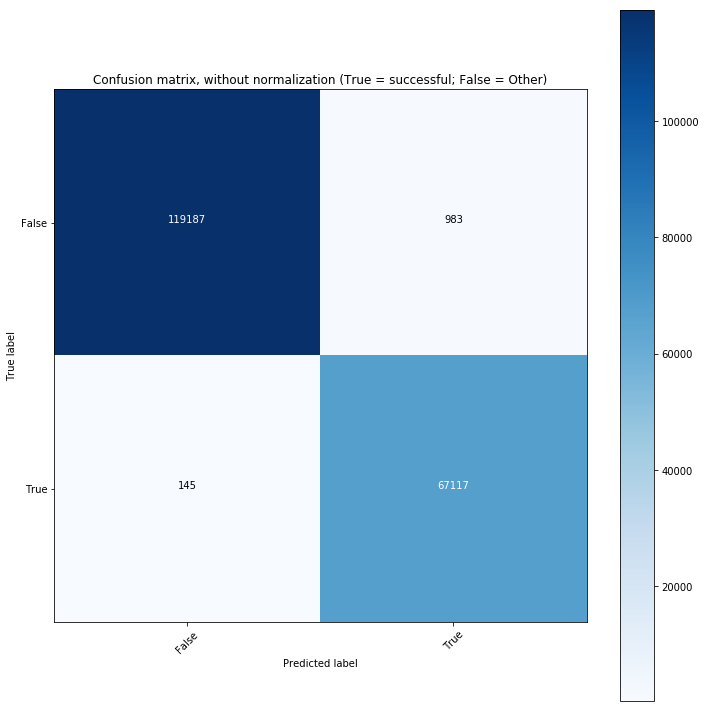 Confusion matrix, without normalization (True = successful; False = Other)
100000
80000
60000
40000
20000
119187
983
145
67117
False
True
True label
False
True
Predicted label